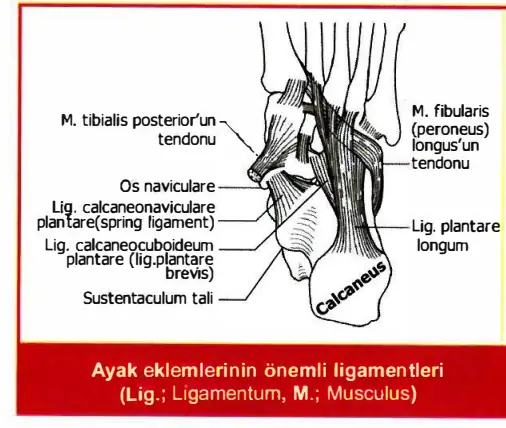 M. tibialis posterior'un
tendonu
Os naviculare
Lig. calcaneonaviculare
plantare(spring ligament)
Lig. calcaneocuboideum
plantare (lig.plantare
brevis)
Sustentaculum tali
M. fibularis
(peroneus)
longus'un
tendonu
Lig. plantare
longum
Calcaneus
Ayak eklemlerinin önemli ligamentleri
(Lig.; Ligamentum, M.; Musculus)